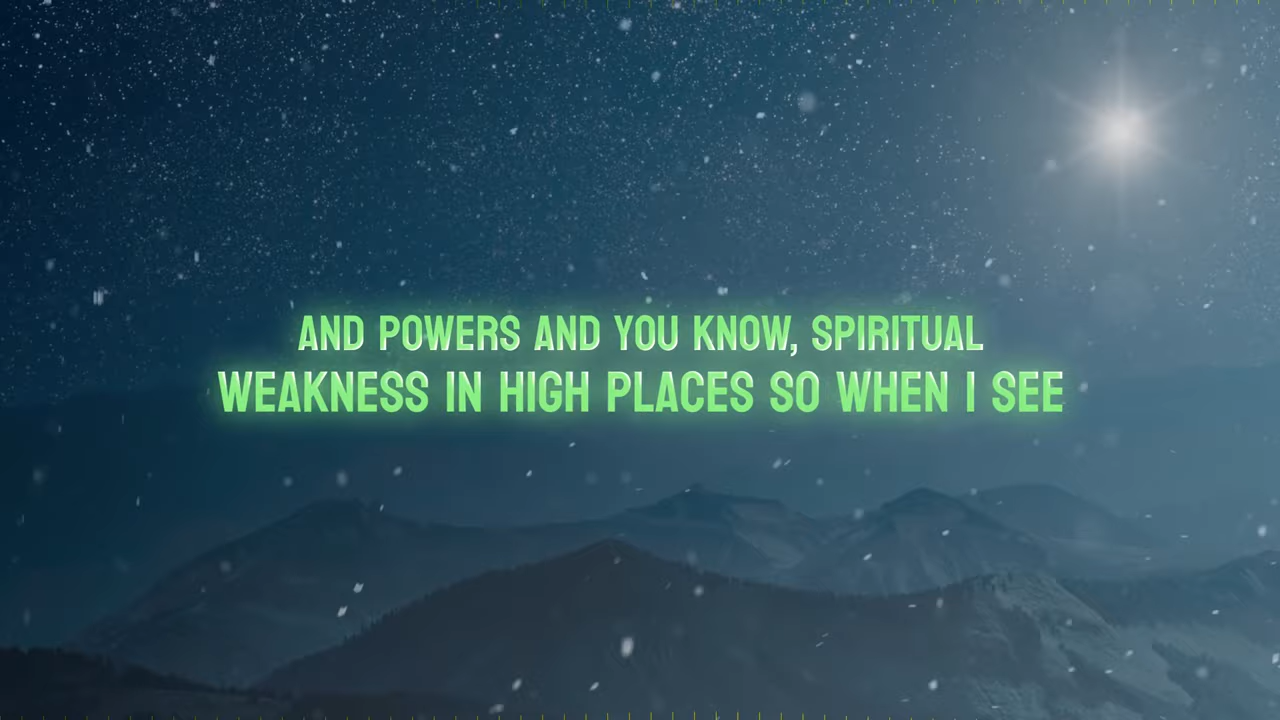 AND POWERS AND YOU KNOW, SPIRITUAL
WEAKNESS IN HIGH PLACES SO WHEN I SEE